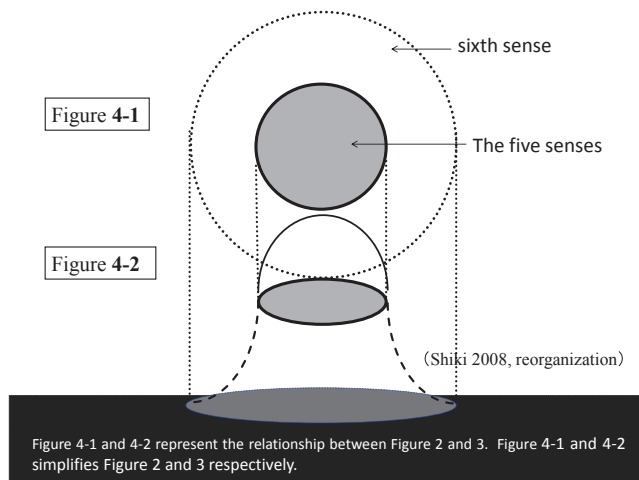 sixth sense
Figure 4-1
The five senses
Figure 4-2
（Shiki 2008, reorganization）
Figure 4-1 and 4-2 represent the relationship between Figure 2 and 3.  Figure 4-1 and 4-2
simplifies Figure 2 and 3 respectively.